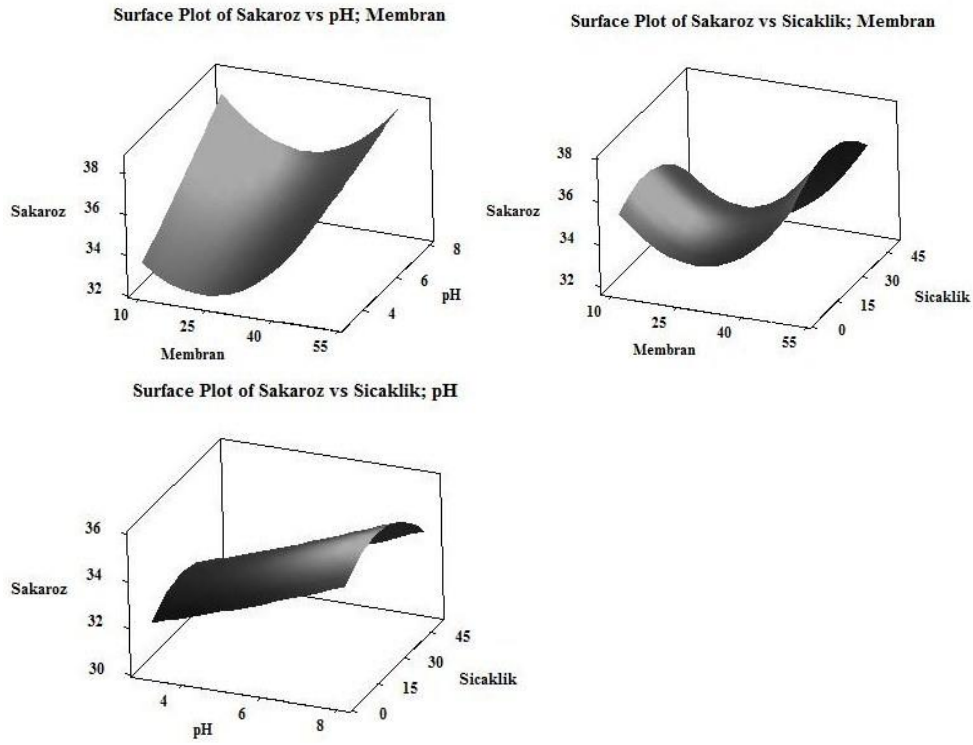 Surface Plot of Sakaroz vs pH; Membran
38
Sakaroz
36
34
32
10
25
40
55
Membran
4
6
8
pH
Surface Plot of Sakaroz vs Sicaklik; Membran
38
36
Sakaroz
34
32
10
25
40
55
Membran
0
15
30
45
Sicaklik
Surface Plot of Sakaroz vs Sicaklik; pH
36
34
Sakaroz
32
30
4
6
8
pH
0
15
30
45
Sicaklik